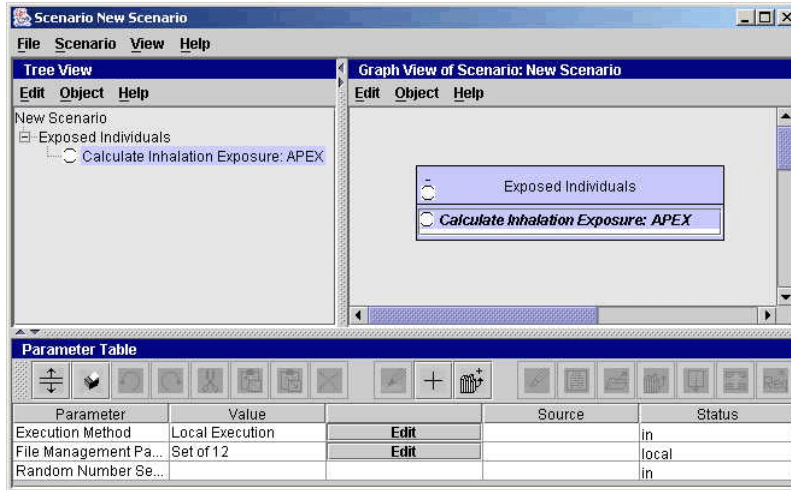 Scenario New Scenario
File Scenario View Help
Tree View
Edit Object Help
New Scenario
Exposed Individuals
Calculate Inhalation Exposure: APEX
Graph View of Scenario: New Scenario
Edit Object Help
Exposed Individuals
Calculate Inhalation Exposure: APEX
Parameter Table
Parameter Value Source Status
Execution Method Local Execution Edit in
File Management Pa... Set of 12 Edit local
Random Number Se... in